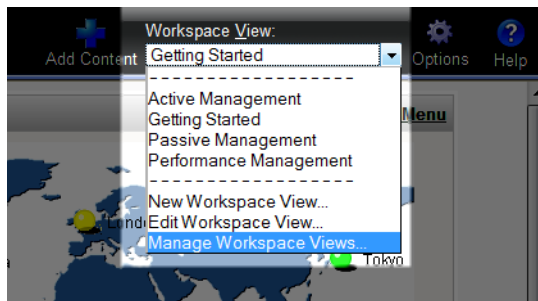 Workspace View:
Add Content
Getting Started
Options
Help
- - - - - - - - - - - - - - - - - -
Active Management
Getting Started
Passive Management
Performance Management
- - - - - - - - - - - - - - - - - -
New Workspace View...
Edit Workspace View...
Manage Workspace Views...
Menu
Lond
Tokyo